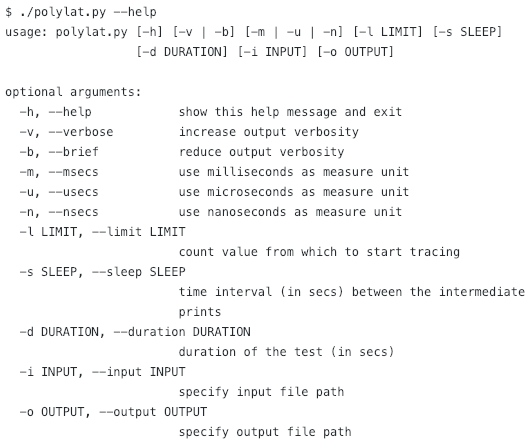 $ ./polylat.py --help
usage: polylat.py [-h] [-v | -b] [-m | -u | -n] [-l LIMIT] [-s SLEEP]
                  [-d DURATION] [-i INPUT] [-o OUTPUT]

optional arguments:
  -h, --help            show this help message and exit
  -v, --verbose         increase output verbosity
  -b, --brief           reduce output verbosity
  -m, --msecs           use milliseconds as measure unit
  -u, --usecs           use microseconds as measure unit
  -n, --nsecs           use nanoseconds as measure unit
  -l LIMIT, --limit LIMIT
                        count value from which to start tracing
  -s SLEEP, --sleep SLEEP
                        time interval (in secs) between the intermediate
                        prints
  -d DURATION, --duration DURATION
                        duration of the test (in secs)
  -i INPUT, --input INPUT
                        specify input file path
  -o OUTPUT, --output OUTPUT
                        specify output file path